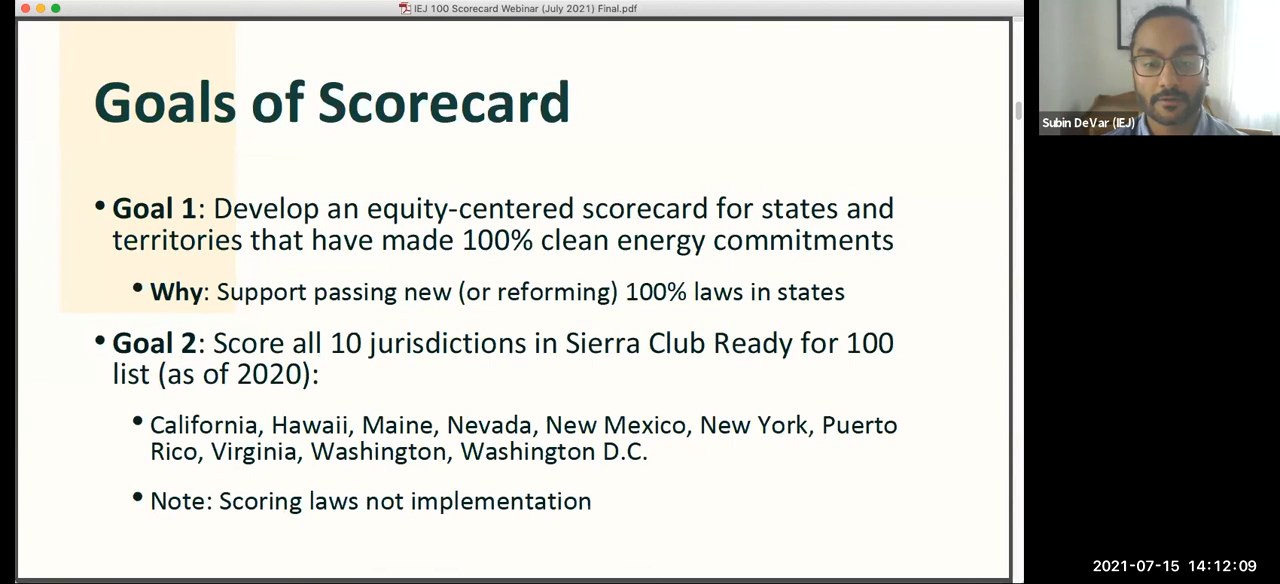 IEJ 100 Scorecard Webinar (July 2021) Final.pdf
Goals of Scorecard
• Goal 1: Develop an equity-centered scorecard for states and
territories that have made 100% clean energy commitments
• Why: Support passing new (or reforming) 100% laws in states
• Goal 2: Score all 10 jurisdictions in Sierra Club Ready for 100
list (as of 2020):
• California, Hawaii, Maine, Nevada, New Mexico, New York, Puerto
Rico, Virginia, Washington, Washington D.C.
• Note: Scoring laws not implementation
Subin DeVar (IEJ)
2021-07-15 14:12:09